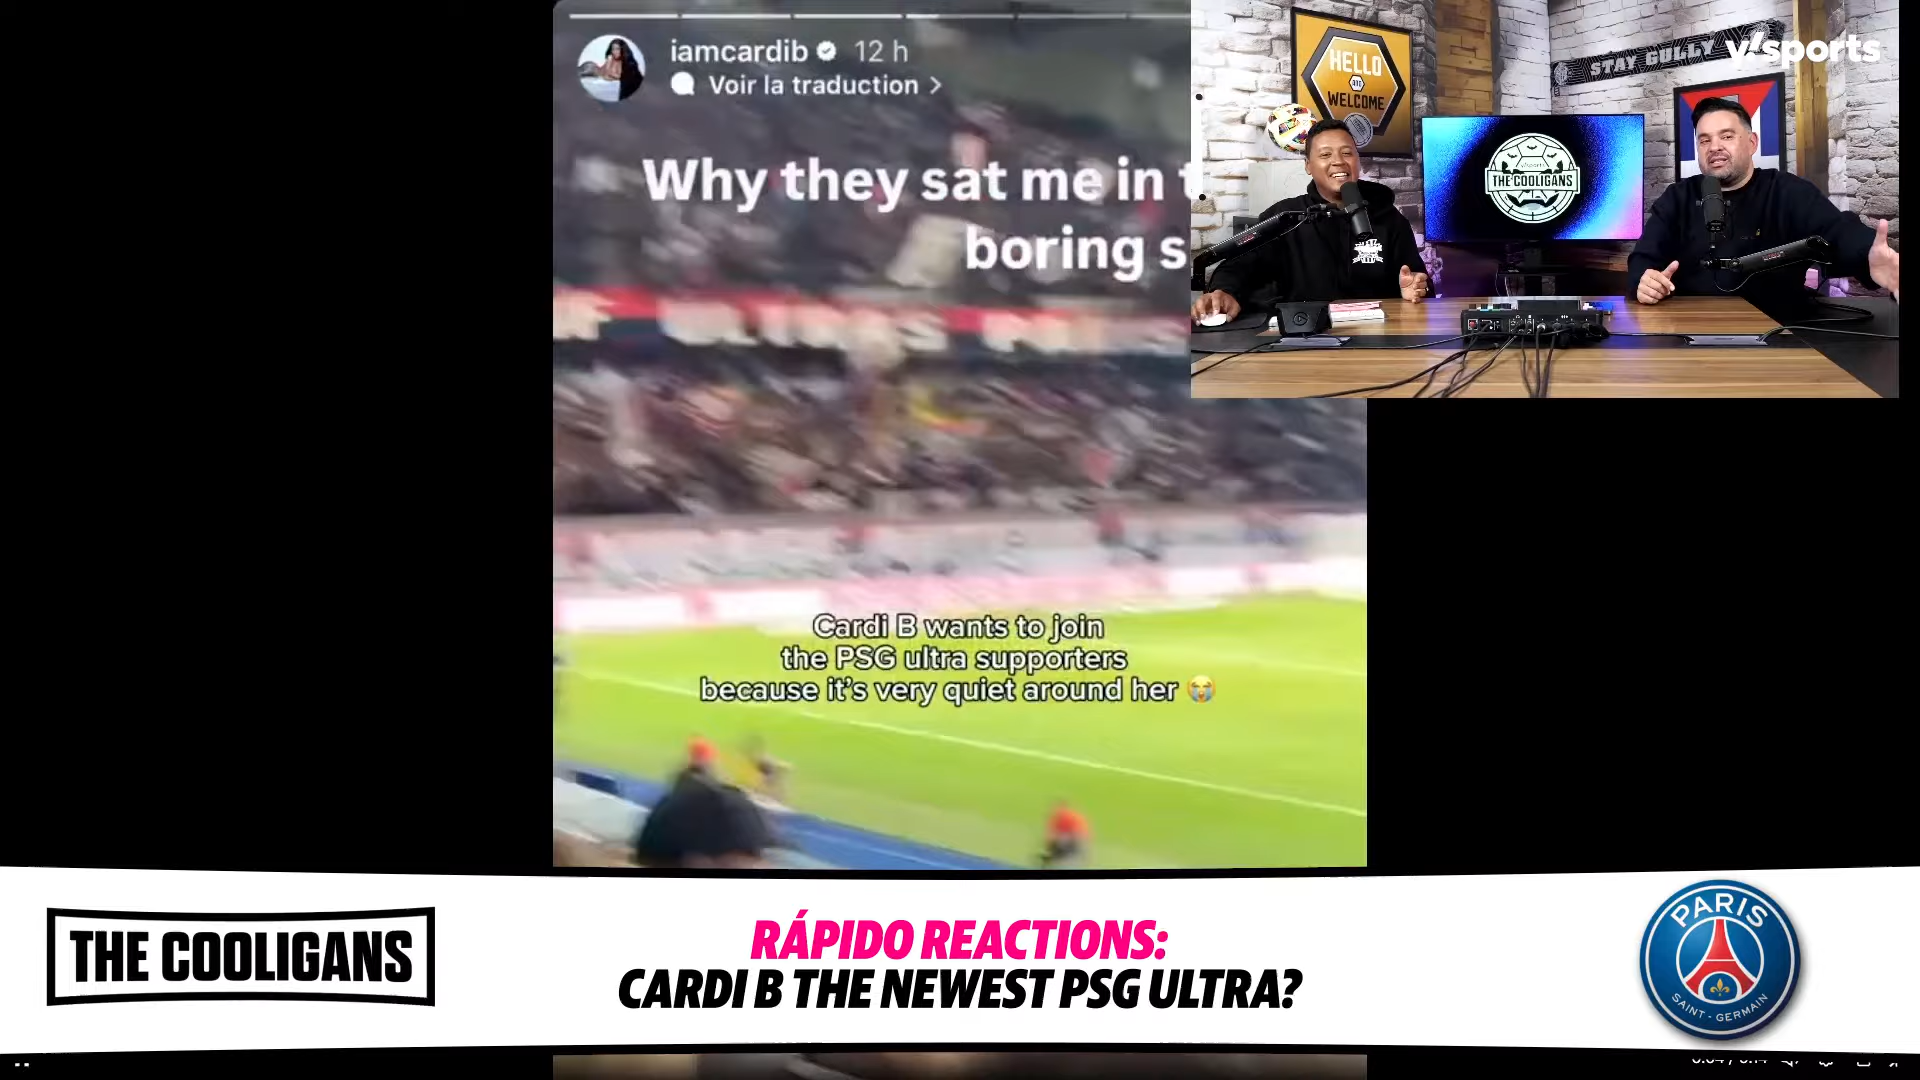 iamcardib 12 h
Voir la traduction >
Why they sat me in
boring s
Cardi B wants to join
the PSG ultra supporters
because it's very quiet around her 😭
HELLO
AND
WELCOME
STAY GULLY
y!sports
THE COOLIGANS
THE COOLIGANS
RÁPIDO REACTIONS:
CARDI B THE NEWEST PSG ULTRA?
PARIS
SAINT-GERMAIN